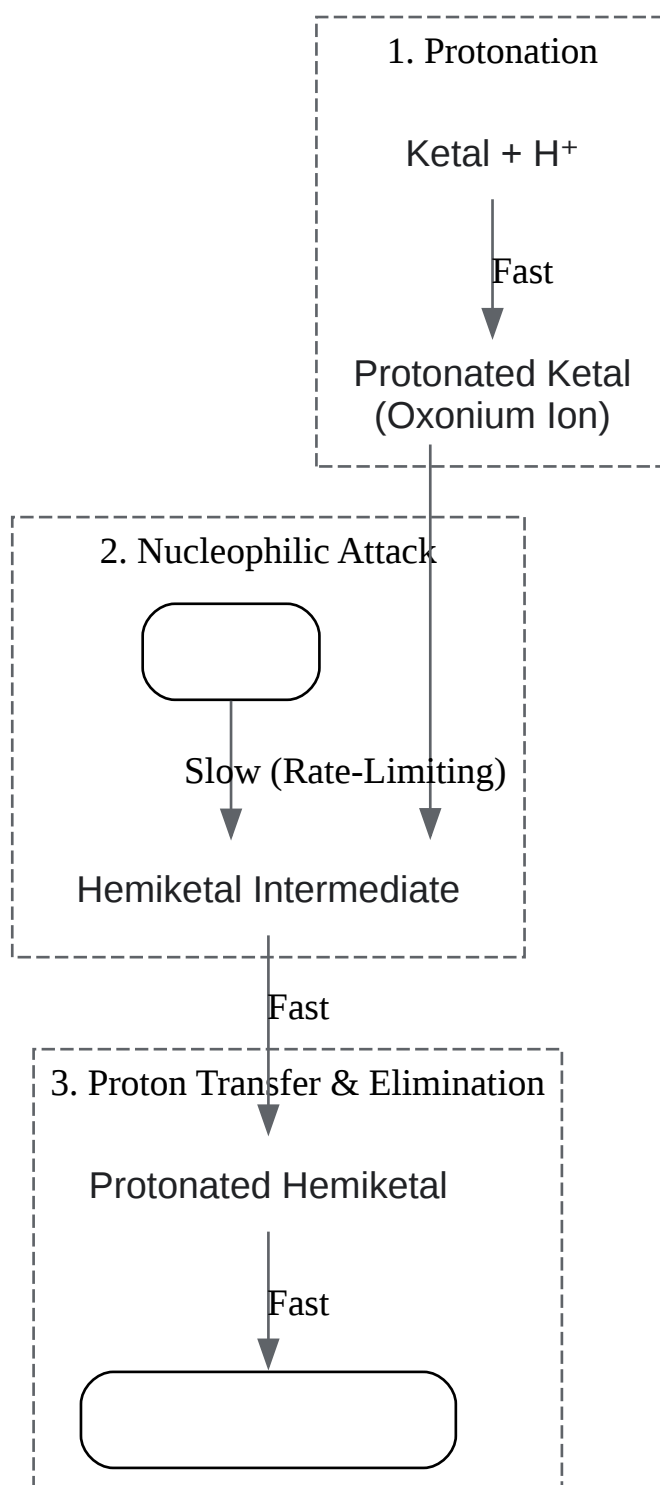 1. Protonation
Ketal + H⁺
Fast
Protonated Ketal
(Oxonium Ion)
2. Nucleophilic Attack
Slow (Rate-Limiting)
Hemiketal Intermediate
Fast
3. Proton Transfer & Elimination
Protonated Hemiketal
Fast